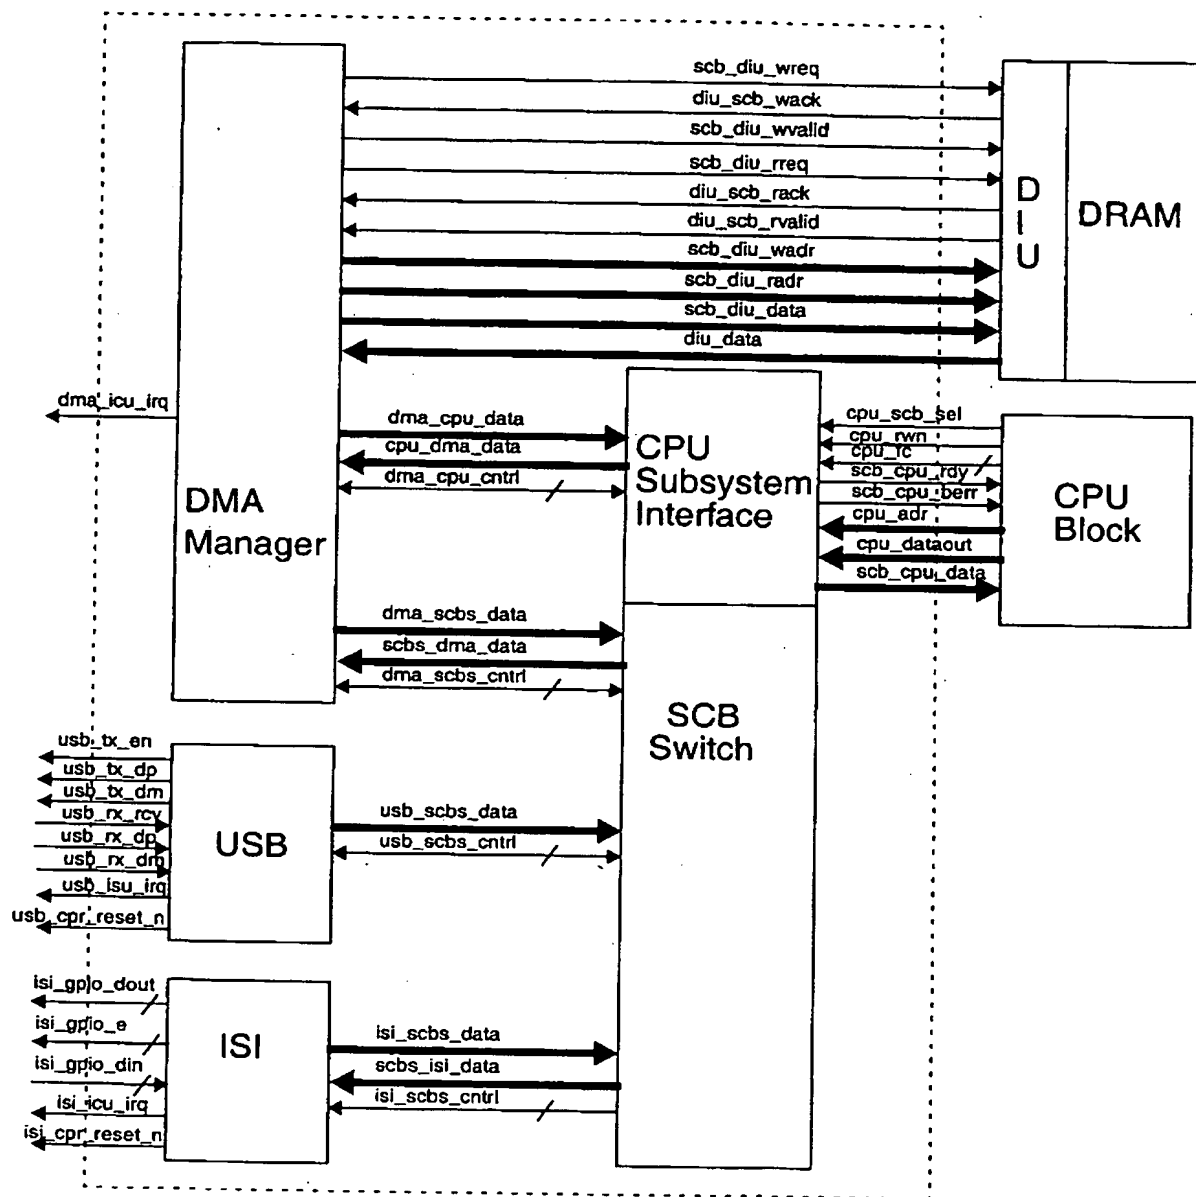 scb_diu_wreq
diu_scb_wack
scb_diu_wvalid
scb_diu_rreq
diu_scb_rack
diu_scb_rvalid
scb_diu_wadr
scb_diu_radr
scb_diu_data
diu_data
D
I
U
DRAM
dma_icu_irq
DMA
Manager
dma_cpu_data
cpu_dma_data
dma_cpu_cntrl
CPU
Subsystem
Interface
cpu_scb_sel
cpu_rwn
cpu_fc
scb_cpu_rdy
scb_cpu_berr
cpu_adr
cpu_dataout
scb_cpu_data
CPU
Block
dma_scbs_data
scbs_dma_data
dma_scbs_cntrl
SCB
Switch
usb_tx_en
usb_tx_dp
usb_tx_dm
usb_rx_rcv
usb_rx_dp
usb_rx_dm
usb_isu_irq
usb_cpr_reset_n
USB
usb_scbs_data
usb_scbs_cntrl
isi_gpio_dout
isi_gpio_e
isi_gpio_din
isi_icu_irq
isi_cpr_reset_n
ISI
isi_scbs_data
scbs_isi_data
isi_scbs_cntrl